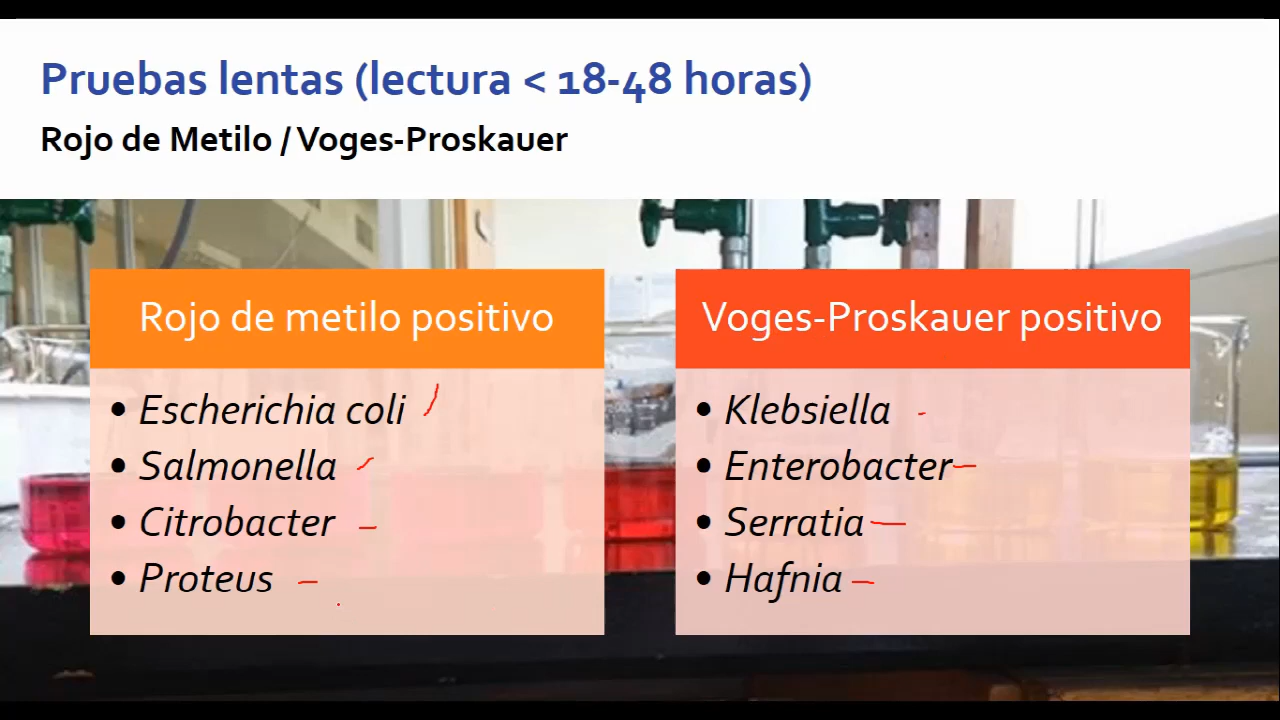 Pruebas lentas (lectura < 18-48 horas)
Rojo de Metilo / Voges-Proskauer
Rojo de metilo positivo
• Escherichia coli
• Salmonella
• Citrobacter
• Proteus
Voges-Proskauer positivo
• Klebsiella
• Enterobacter
• Serratia
• Hafnia